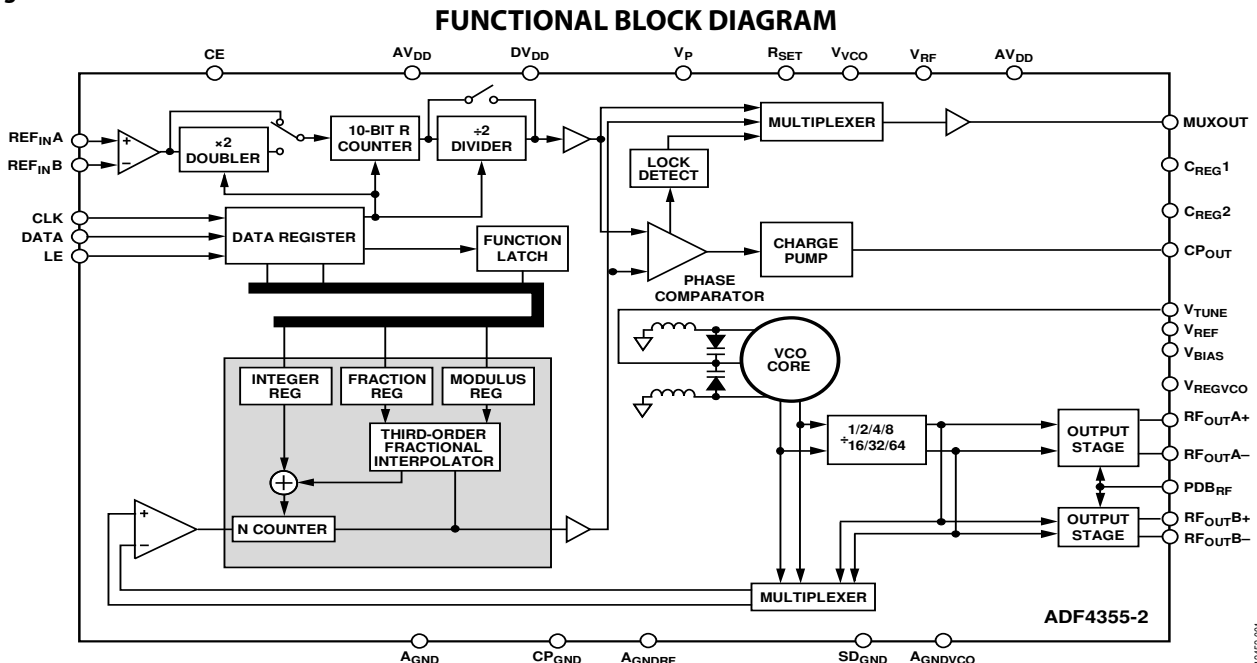 FUNCTIONAL BLOCK DIAGRAM
CE
AVDD
DVDD
VP
RSET
VVCO
VRF
AVDD
REFINA
REFINB
+
–
×2
DOUBLER
10-BIT R
COUNTER
÷2
DIVIDER
MULTIPLEXER
MUXOUT
LOCK
DETECT
CREG1
CREG2
CLK
DATA
LE
DATA REGISTER
FUNCTION
LATCH
PHASE
COMPARATOR
CHARGE
PUMP
CPOUT
VTUNE
VREF
VBIAS
VREGVCO
VCO
CORE
INTEGER
REG
FRACTION
REG
MODULUS
REG
THIRD-ORDER
FRACTIONAL
INTERPOLATOR
+
N COUNTER
+
–
1/2/4/8
÷16/32/64
OUTPUT
STAGE
RFOUTA+
RFOUTA–
PDBRF
OUTPUT
STAGE
RFOUTB+
RFOUTB–
MULTIPLEXER
ADF4355-2
AGND
CPGND
AGNDRF
SDGND
AGNDVCO